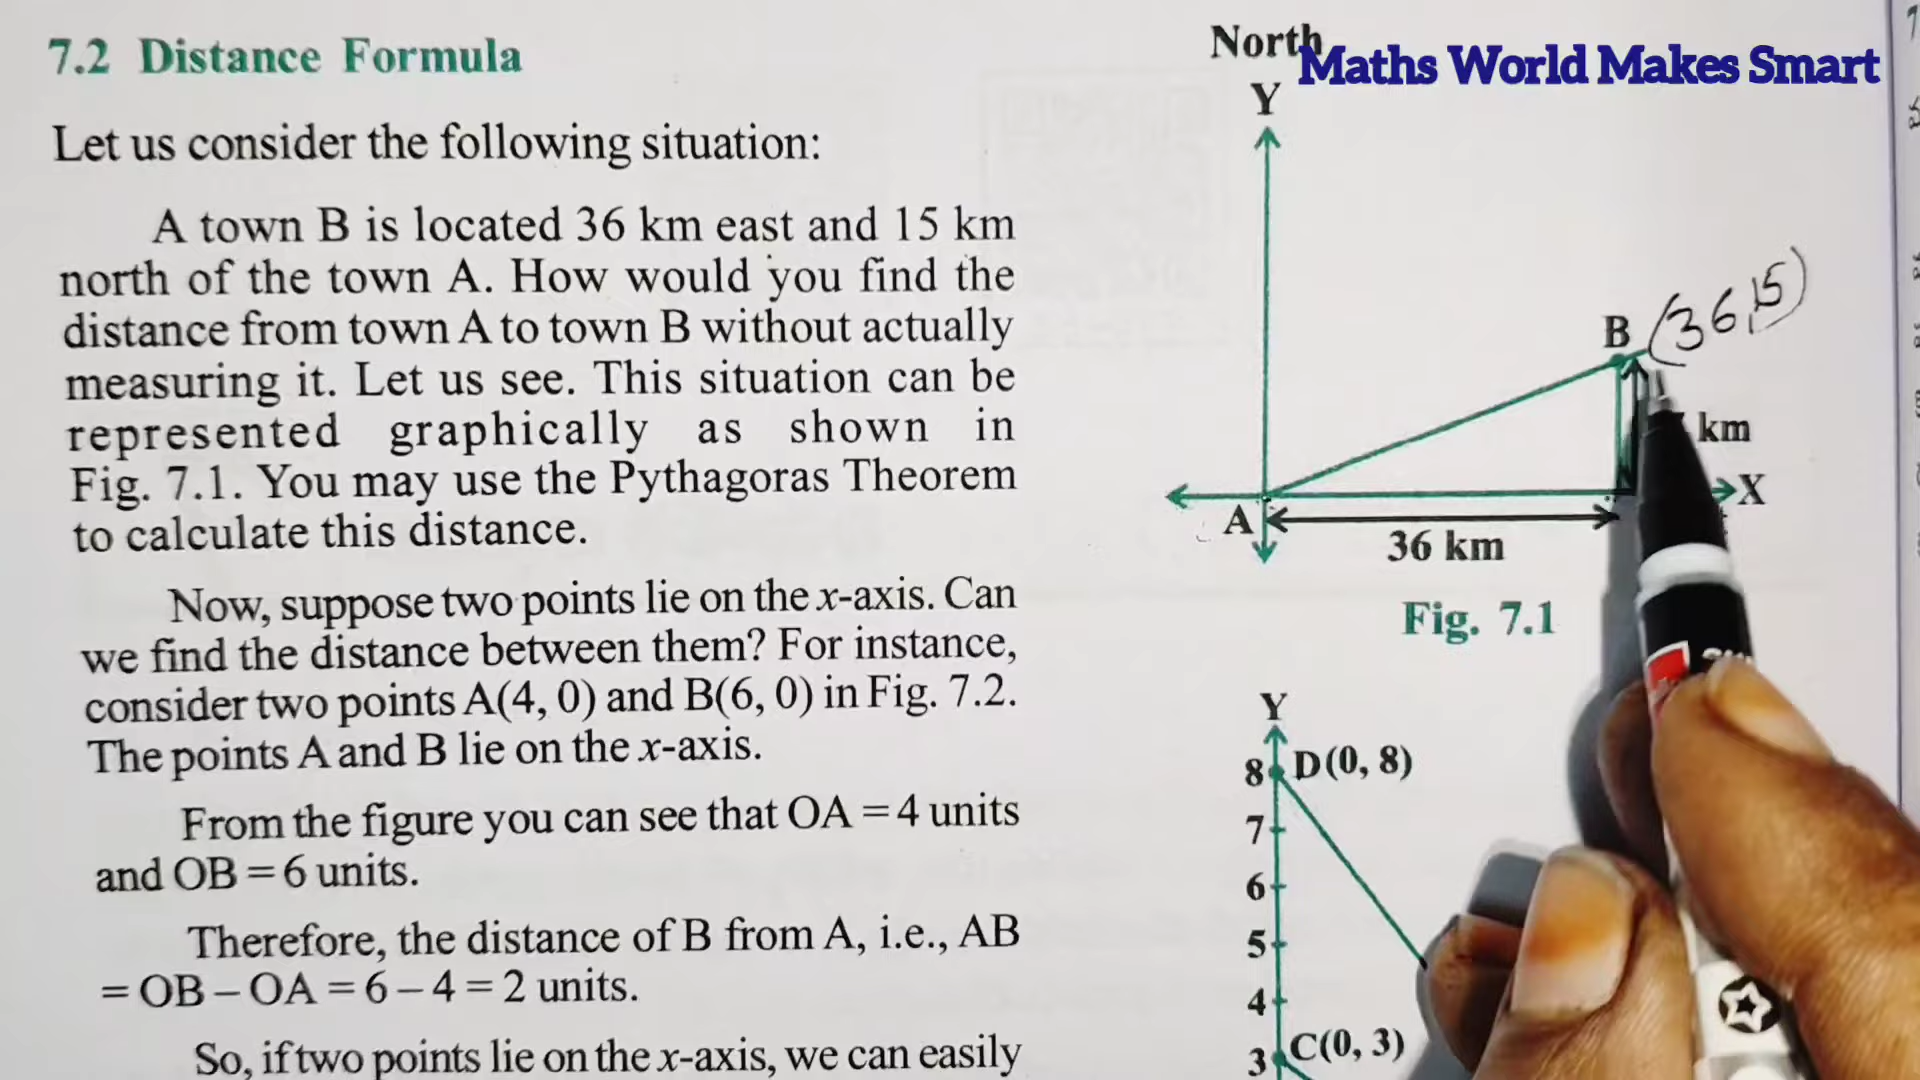 7.2 Distance Formula
Let us consider the following situation:
A town B is located 36 km east and 15 km
north of the town A. How would you find the
distance from town A to town B without actually
measuring it. Let us see. This situation can be
represented graphically as shown in
Fig. 7.1. You may use the Pythagoras Theorem
to calculate this distance.
Now, suppose two points lie on the x-axis. Can
we find the distance between them? For instance,
consider two points A(4, 0) and B(6, 0) in Fig. 7.2.
The points A and B lie on the x-axis.
From the figure you can see that OA = 4 units
and OB = 6 units.
Therefore, the distance of B from A, i.e., AB
= OB – OA = 6 – 4 = 2 units.
So, if two points lie on the x-axis, we can easily
North
Maths World Makes Smart
Y
B (36,15)
km
X
A
36 km
Fig. 7.1
Y
8 D(0, 8)
7
6
5
4
3 C(0, 3)